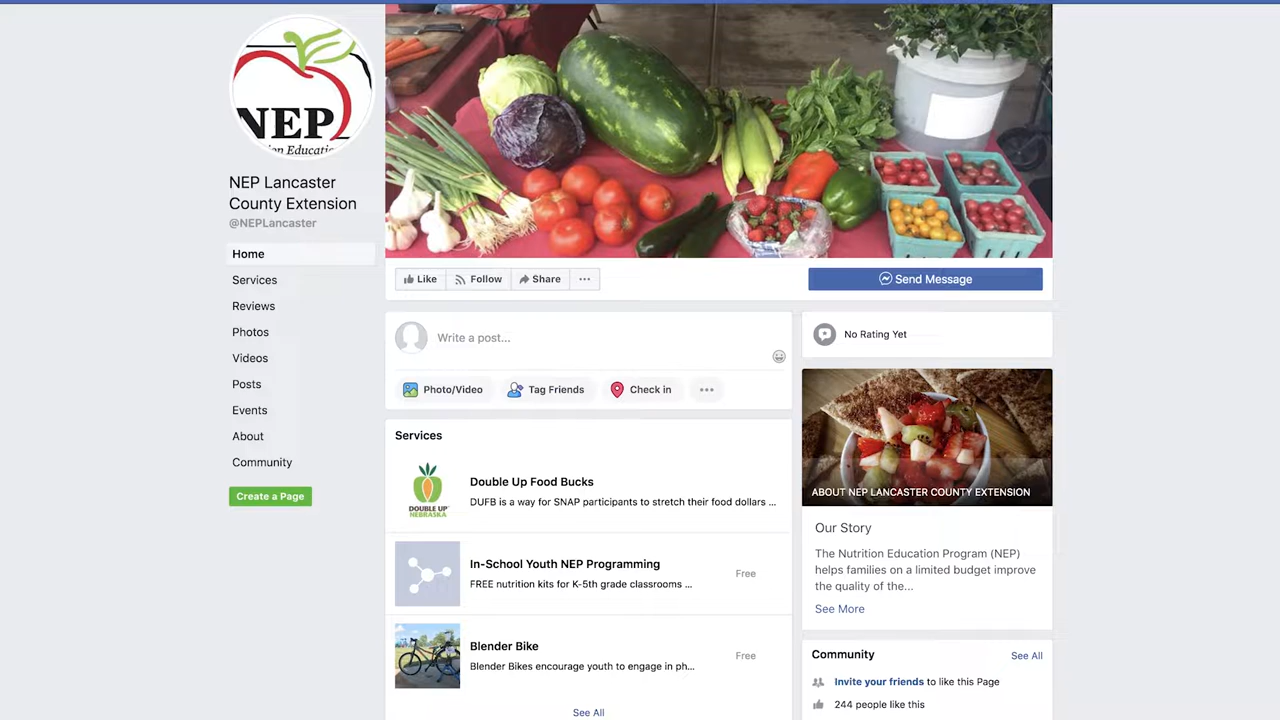 NEP
on Educatio
NEP Lancaster
County Extension
@NEPLancaster
Home
Services
Reviews
Photos
Videos
Posts
Events
About
Community
Create a Page
Like
Follow
Share
Send Message
Write a post...
Photo/Video
Tag Friends
Check in
Services
DOUBLE UP
NEBRASKA
Double Up Food Bucks
DUFB is a way for SNAP participants to stretch their food dollars ...
In-School Youth NEP Programming
FREE nutrition kits for K-5th grade classrooms ...
Free
Blender Bike
Blender Bikes encourage youth to engage in ph...
Free
See All
No Rating Yet
ABOUT NEP LANCASTER COUNTY EXTENSION
Our Story
The Nutrition Education Program (NEP)
helps families on a limited budget improve
the quality of the...
See More
Community
See All
Invite your friends to like this Page
244 people like this